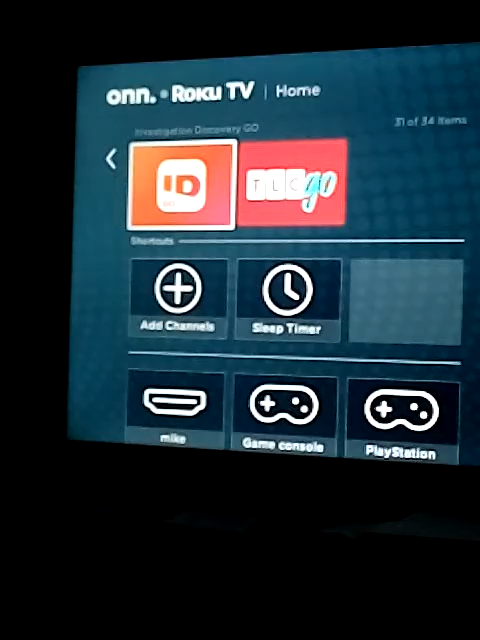 onn. • Roku TV | Home
31 of 34 Items
Investigation Discovery GO
ID
TLC go
Shortcuts
Add Channels
Sleep Timer
mike
Game console
PlayStation